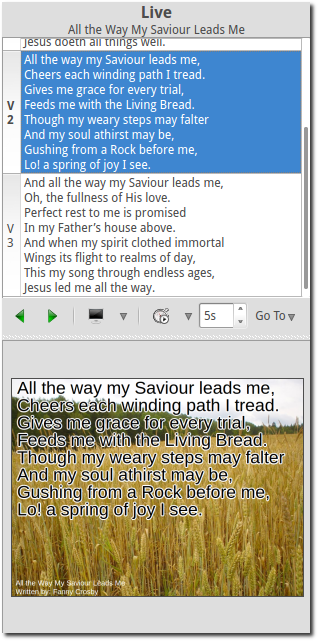 Live
All the Way My Saviour Leads Me
Jesus doeth all things well.
V
2
All the way my Saviour leads me,
Cheers each winding path I tread.
Gives me grace for every trial,
Feeds me with the Living Bread.
Though my weary steps may falter
And my soul athirst may be,
Gushing from a Rock before me,
Lo! a spring of joy I see.
V
3
And all the way my Saviour leads me,
Oh, the fullness of His love.
Perfect rest to me is promised
In my Father's house above.
And when my spirit clothed immortal
Wings its flight to realms of day,
This my song through endless ages,
Jesus led me all the way.
5s
Go To
All the way my Saviour leads me,
Cheers each winding path I tread.
Gives me grace for every trial,
Feeds me with the Living Bread.
Though my weary steps may falter
And my soul athirst may be,
Gushing from a Rock before me,
Lo! a spring of joy I see.
All the Way My Saviour Leads Me
Written by: Fanny Crosby